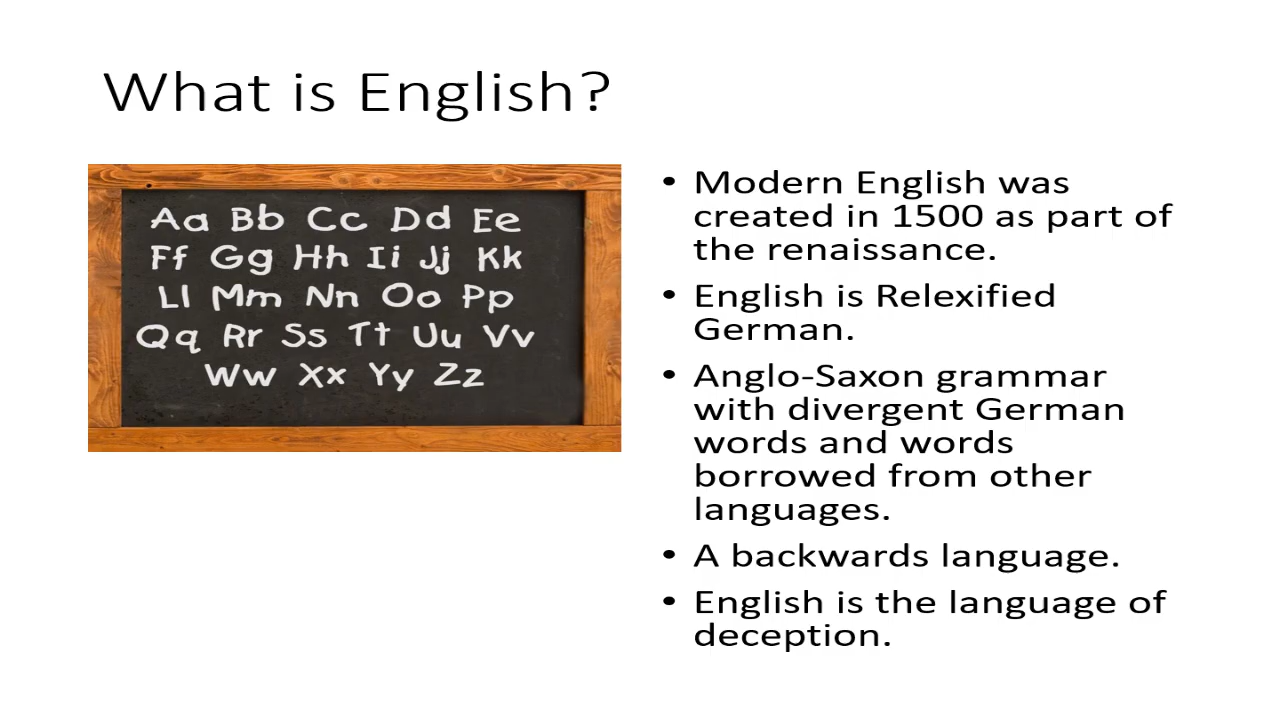 What is English?
Aa Bb Cc Dd Ee
Ff Gg Hh Ii Jj Kk
Ll Mm Nn Oo Pp
Qq Rr Ss Tt Uu Vv
Ww Xx Yy Zz
• Modern English was
created in 1500 as part of
the renaissance.
• English is Relexified
German.
• Anglo-Saxon grammar
with divergent German
words and words
borrowed from other
languages.
• A backwards language.
• English is the language of
deception.